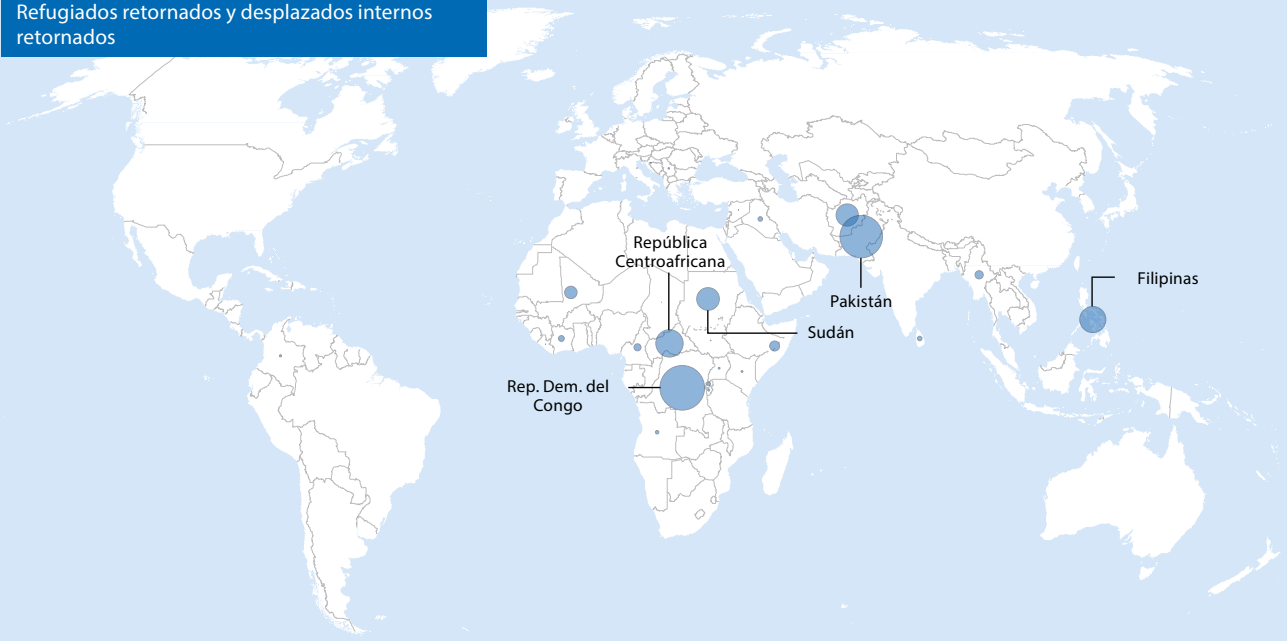 Refugiados retornados y desplazados internos
retornados
República
Centroafricana
Filipinas
Pakistán
Sudán
Rep. Dem. del
Congo